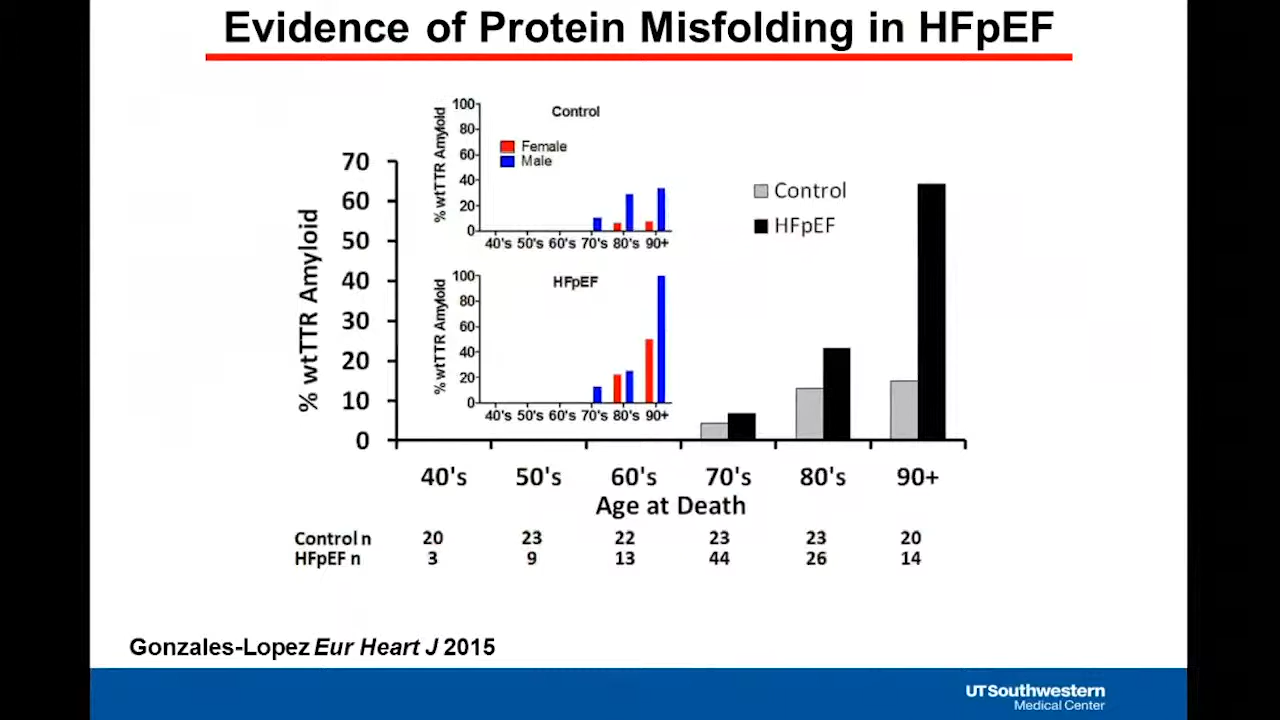 Evidence of Protein Misfolding in HFpEF
% wtTTR Amyloid
70
60
50
40
30
20
10
0
Control
% wtTTR Amyloid
100
80
60
40
20
0
Female
Male
40's 50's 60's 70's 80's 90+
HFpEF
% wtTTR Amyloid
100
80
60
40
20
0
40's 50's 60's 70's 80's 90+
Control
HFpEF
40's 50's 60's 70's 80's 90+
Age at Death
Control n 20 23 22 23 23 20
HFpEF n 3 9 13 44 26 14
Gonzales-Lopez Eur Heart J 2015
UTSouthwestern
Medical Center